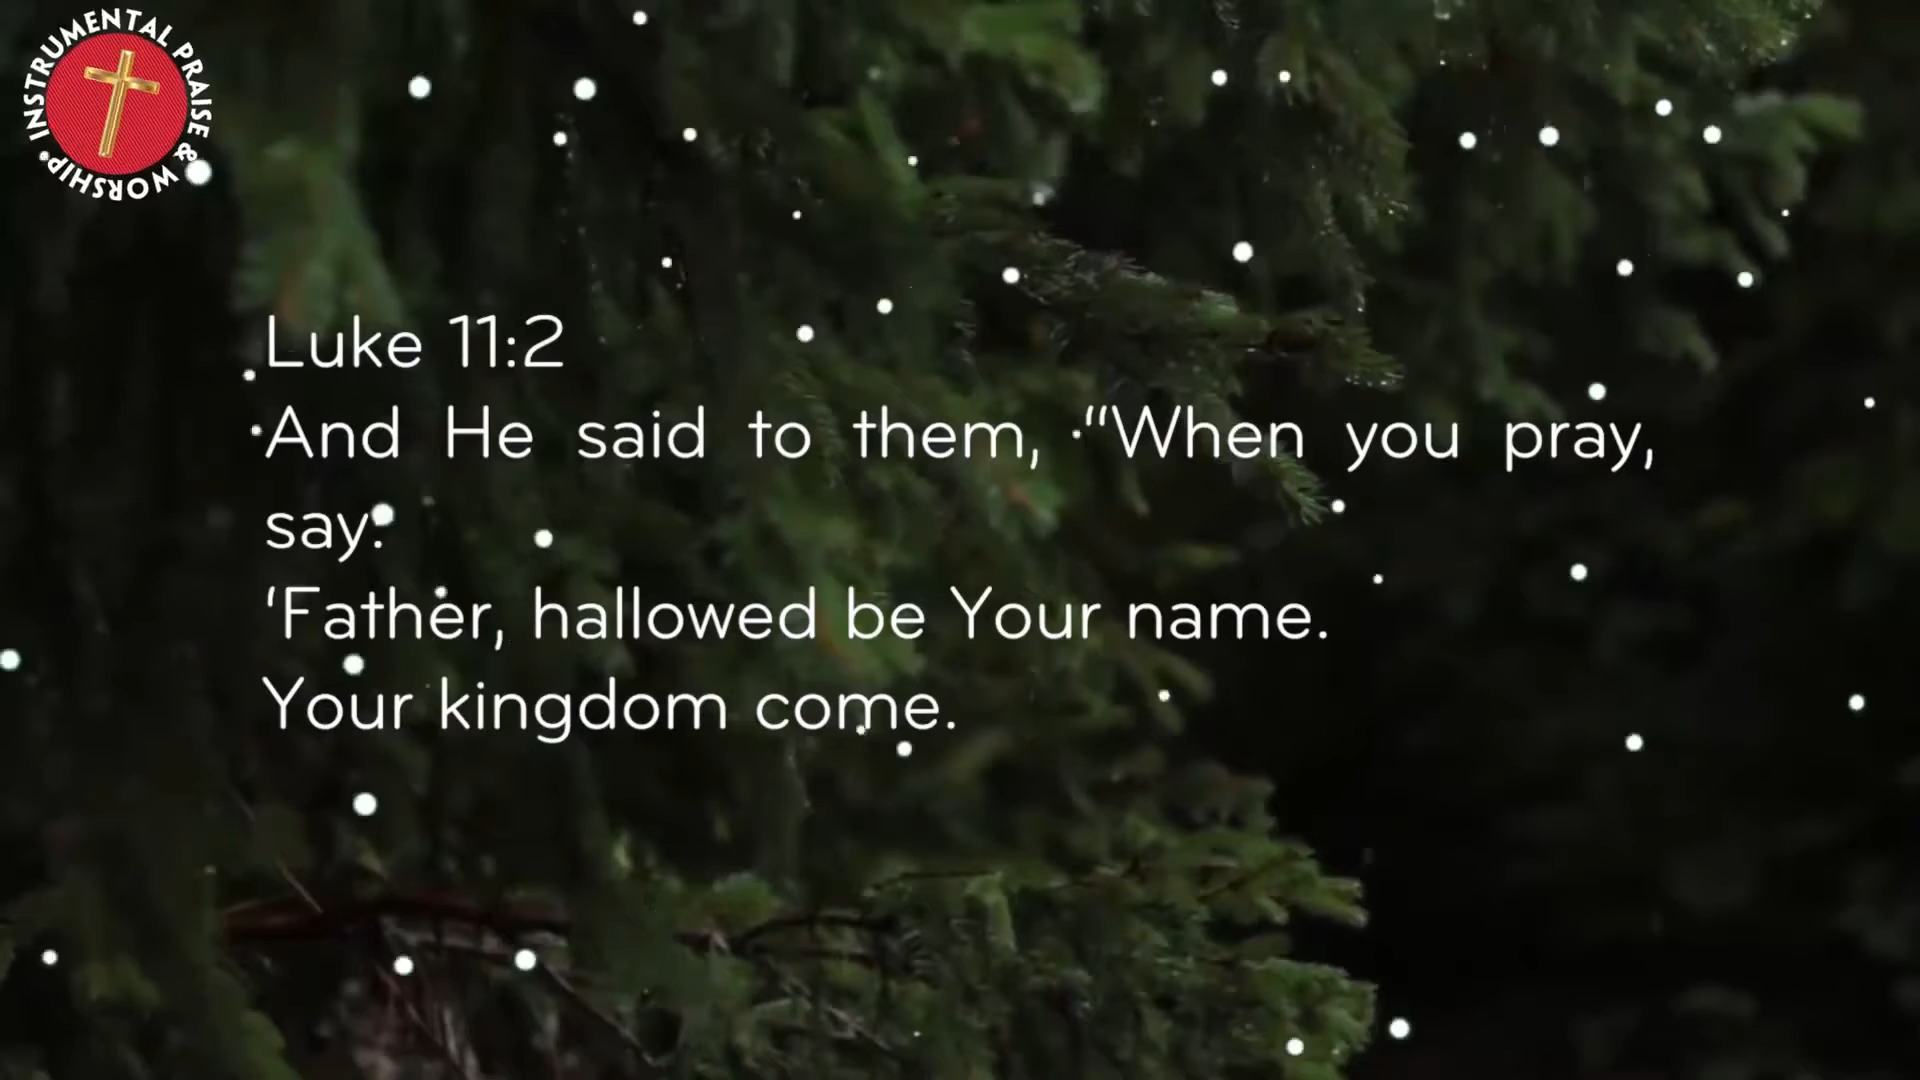 INSTRUMENTAL PRAISE & WORSHIP
Luke 11:2
And He said to them, “When you pray,
say:
‘Father, hallowed be Your name.
Your kingdom come.